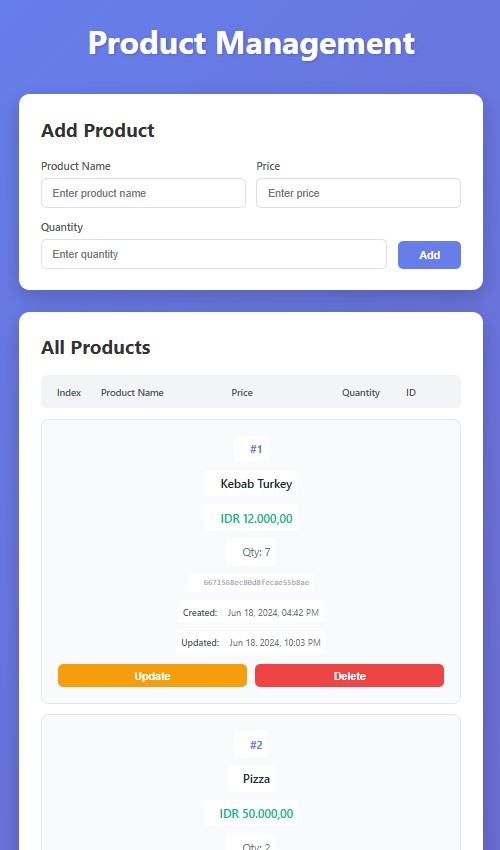 Product Management
Add Product
Product Name Price
Enter product name Enter price
Quantity
Enter quantity Add
All Products
Index Product Name Price Quantity ID
#1
Kebab Turkey
IDR 12.000,00
Qty: 7
6671568ec80d8fecae55b8ae
Created: Jun 18, 2024, 04:42 PM
Updated: Jun 18, 2024, 10:03 PM
Update Delete
#2
Pizza
IDR 50.000,00
Qty: 2